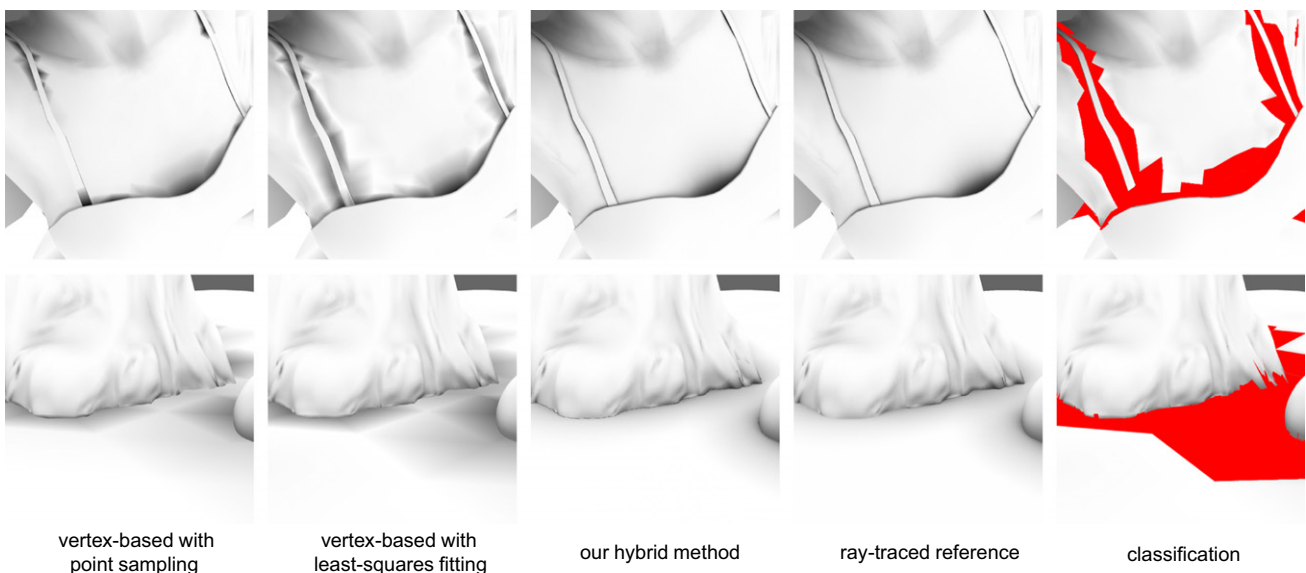 vertex-based with
point sampling
vertex-based with
least-squares fitting
our hybrid method
ray-traced reference
classification